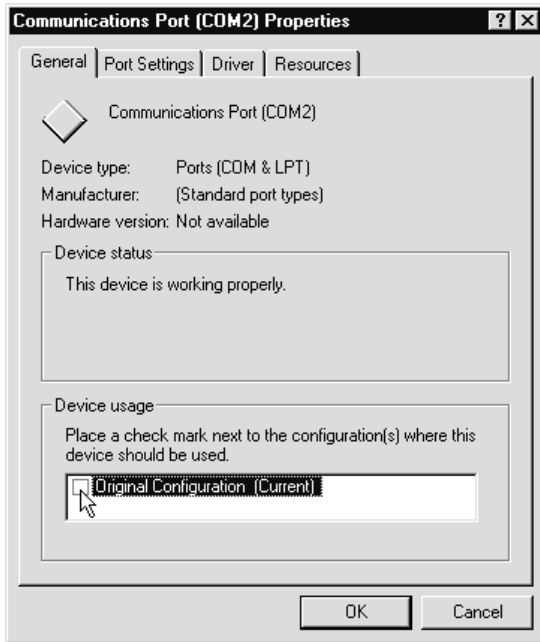 Communications Port (COM2) Properties
General Port Settings Driver Resources
Communications Port (COM2)
Device type: Ports (COM & LPT)
Manufacturer: (Standard port types)
Hardware version: Not available
Device status
This device is working properly.
Device usage
Place a check mark next to the configuration(s) where this
device should be used.
Original Configuration (Current)
OK Cancel